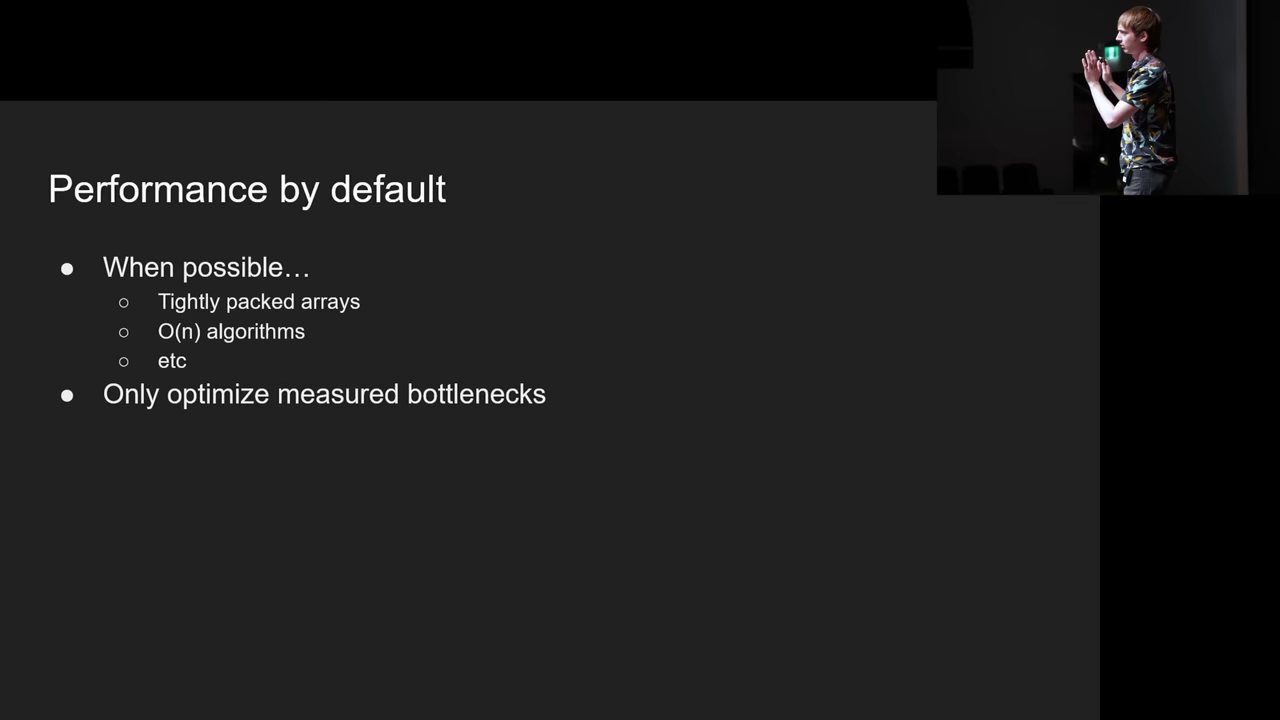 Performance by default
● When possible…
○ Tightly packed arrays
○ O(n) algorithms
○ etc
● Only optimize measured bottlenecks